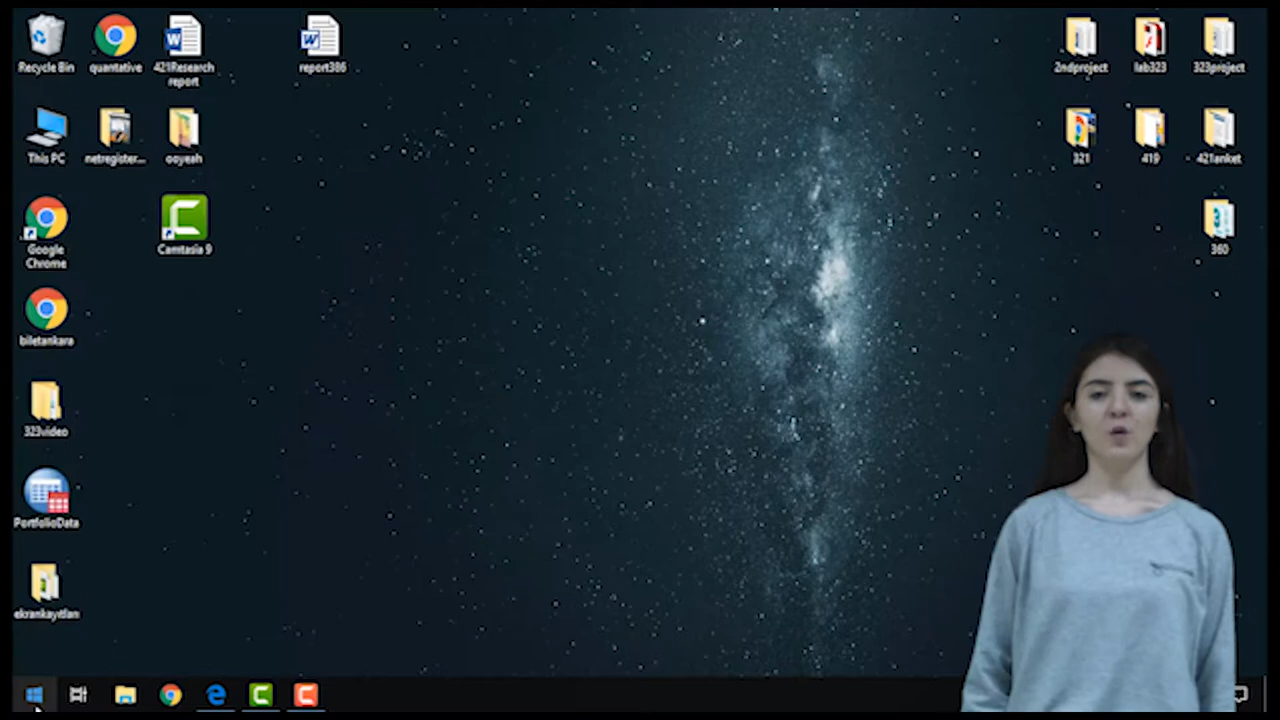 Recycle Bin
quantative
421Research
report
report386
2ndproject
lab323
323project
This PC
netregister...
ooyeah
321
419
421anket
Google
Chrome
Camtasia 9
360
biletankara
323video
PortfolioData
ekrankayıtları